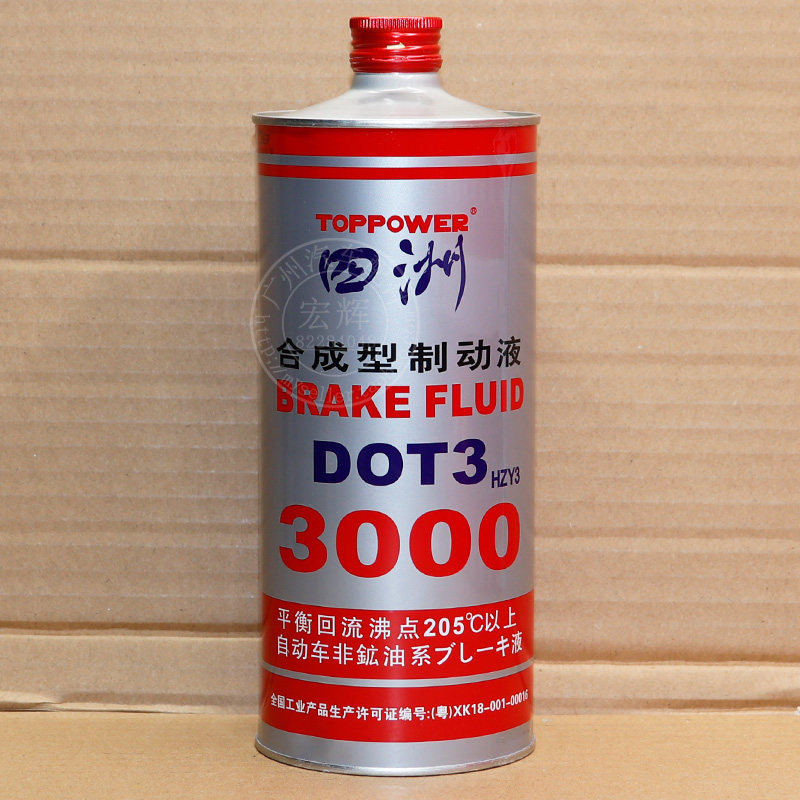 TOPPOWER®
四洲
合成型制动液
BRAKE FLUID
DOT3 HZY3
3000
平衡回流沸点205℃以上
自动车非鉱油系ブレーキ液
全国工业产品生产许可证编号:(粤)XK18-001-00016
宏辉